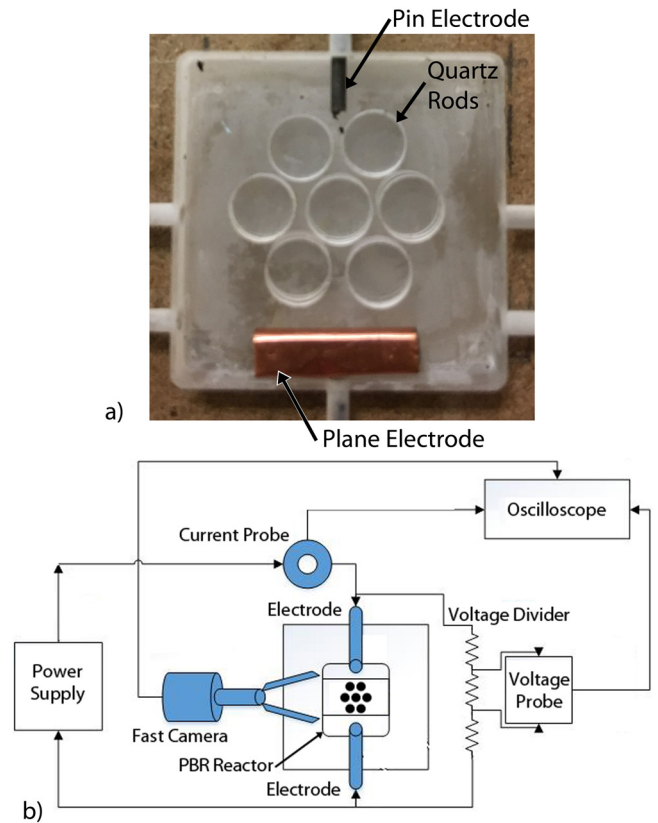 Pin Electrode
Quartz
Rods
a)
Plane Electrode
Oscilloscope
Current Probe
Electrode
Voltage Divider
Power
Supply
Voltage
Probe
Fast Camera
PBR Reactor
Electrode
b)